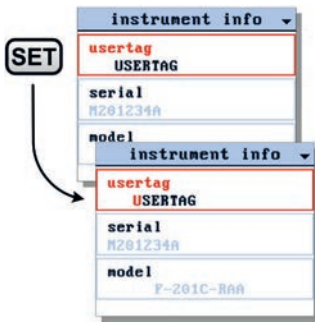 instrument info
usertag
USERTAG
SET
serial
M201234A
model
instrument info
usertag
USERTAG
serial
M201234A
model
F-201C-RAA